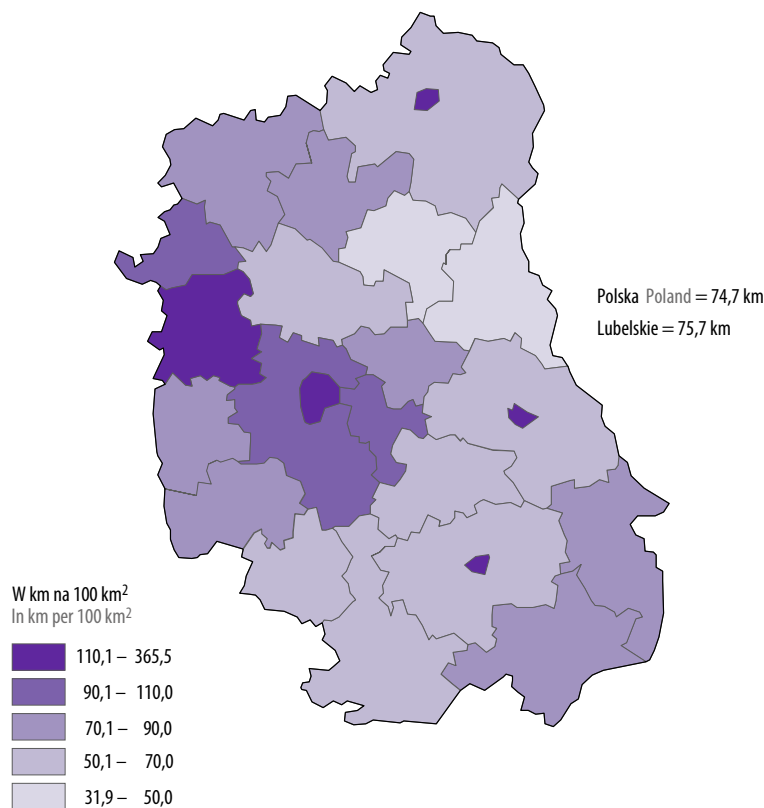 Polska Poland = 74,7 km
Lubelskie = 75,7 km
W km na 100 km²
In km per 100 km²
110,1 – 365,5
90,1 – 110,0
70,1 – 90,0
50,1 – 70,0
31,9 – 50,0